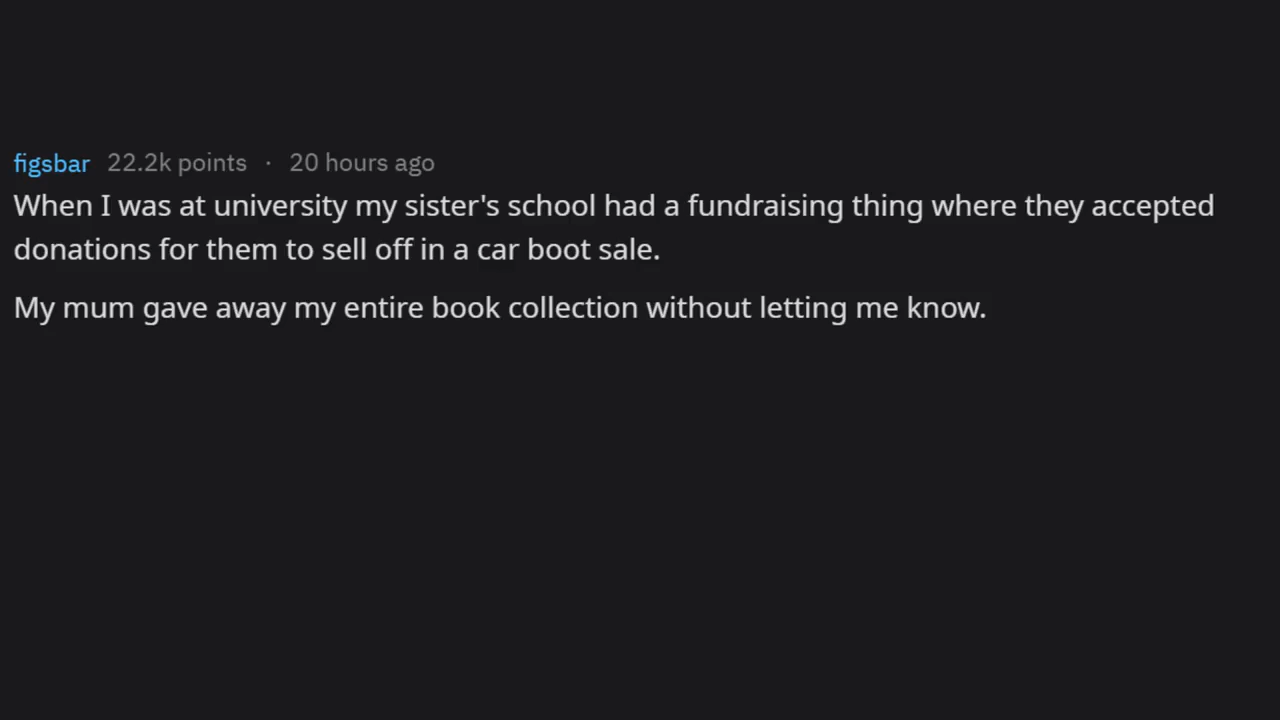 figsbar 22.2k points · 20 hours ago
When I was at university my sister's school had a fundraising thing where they accepted
donations for them to sell off in a car boot sale.
My mum gave away my entire book collection without letting me know.